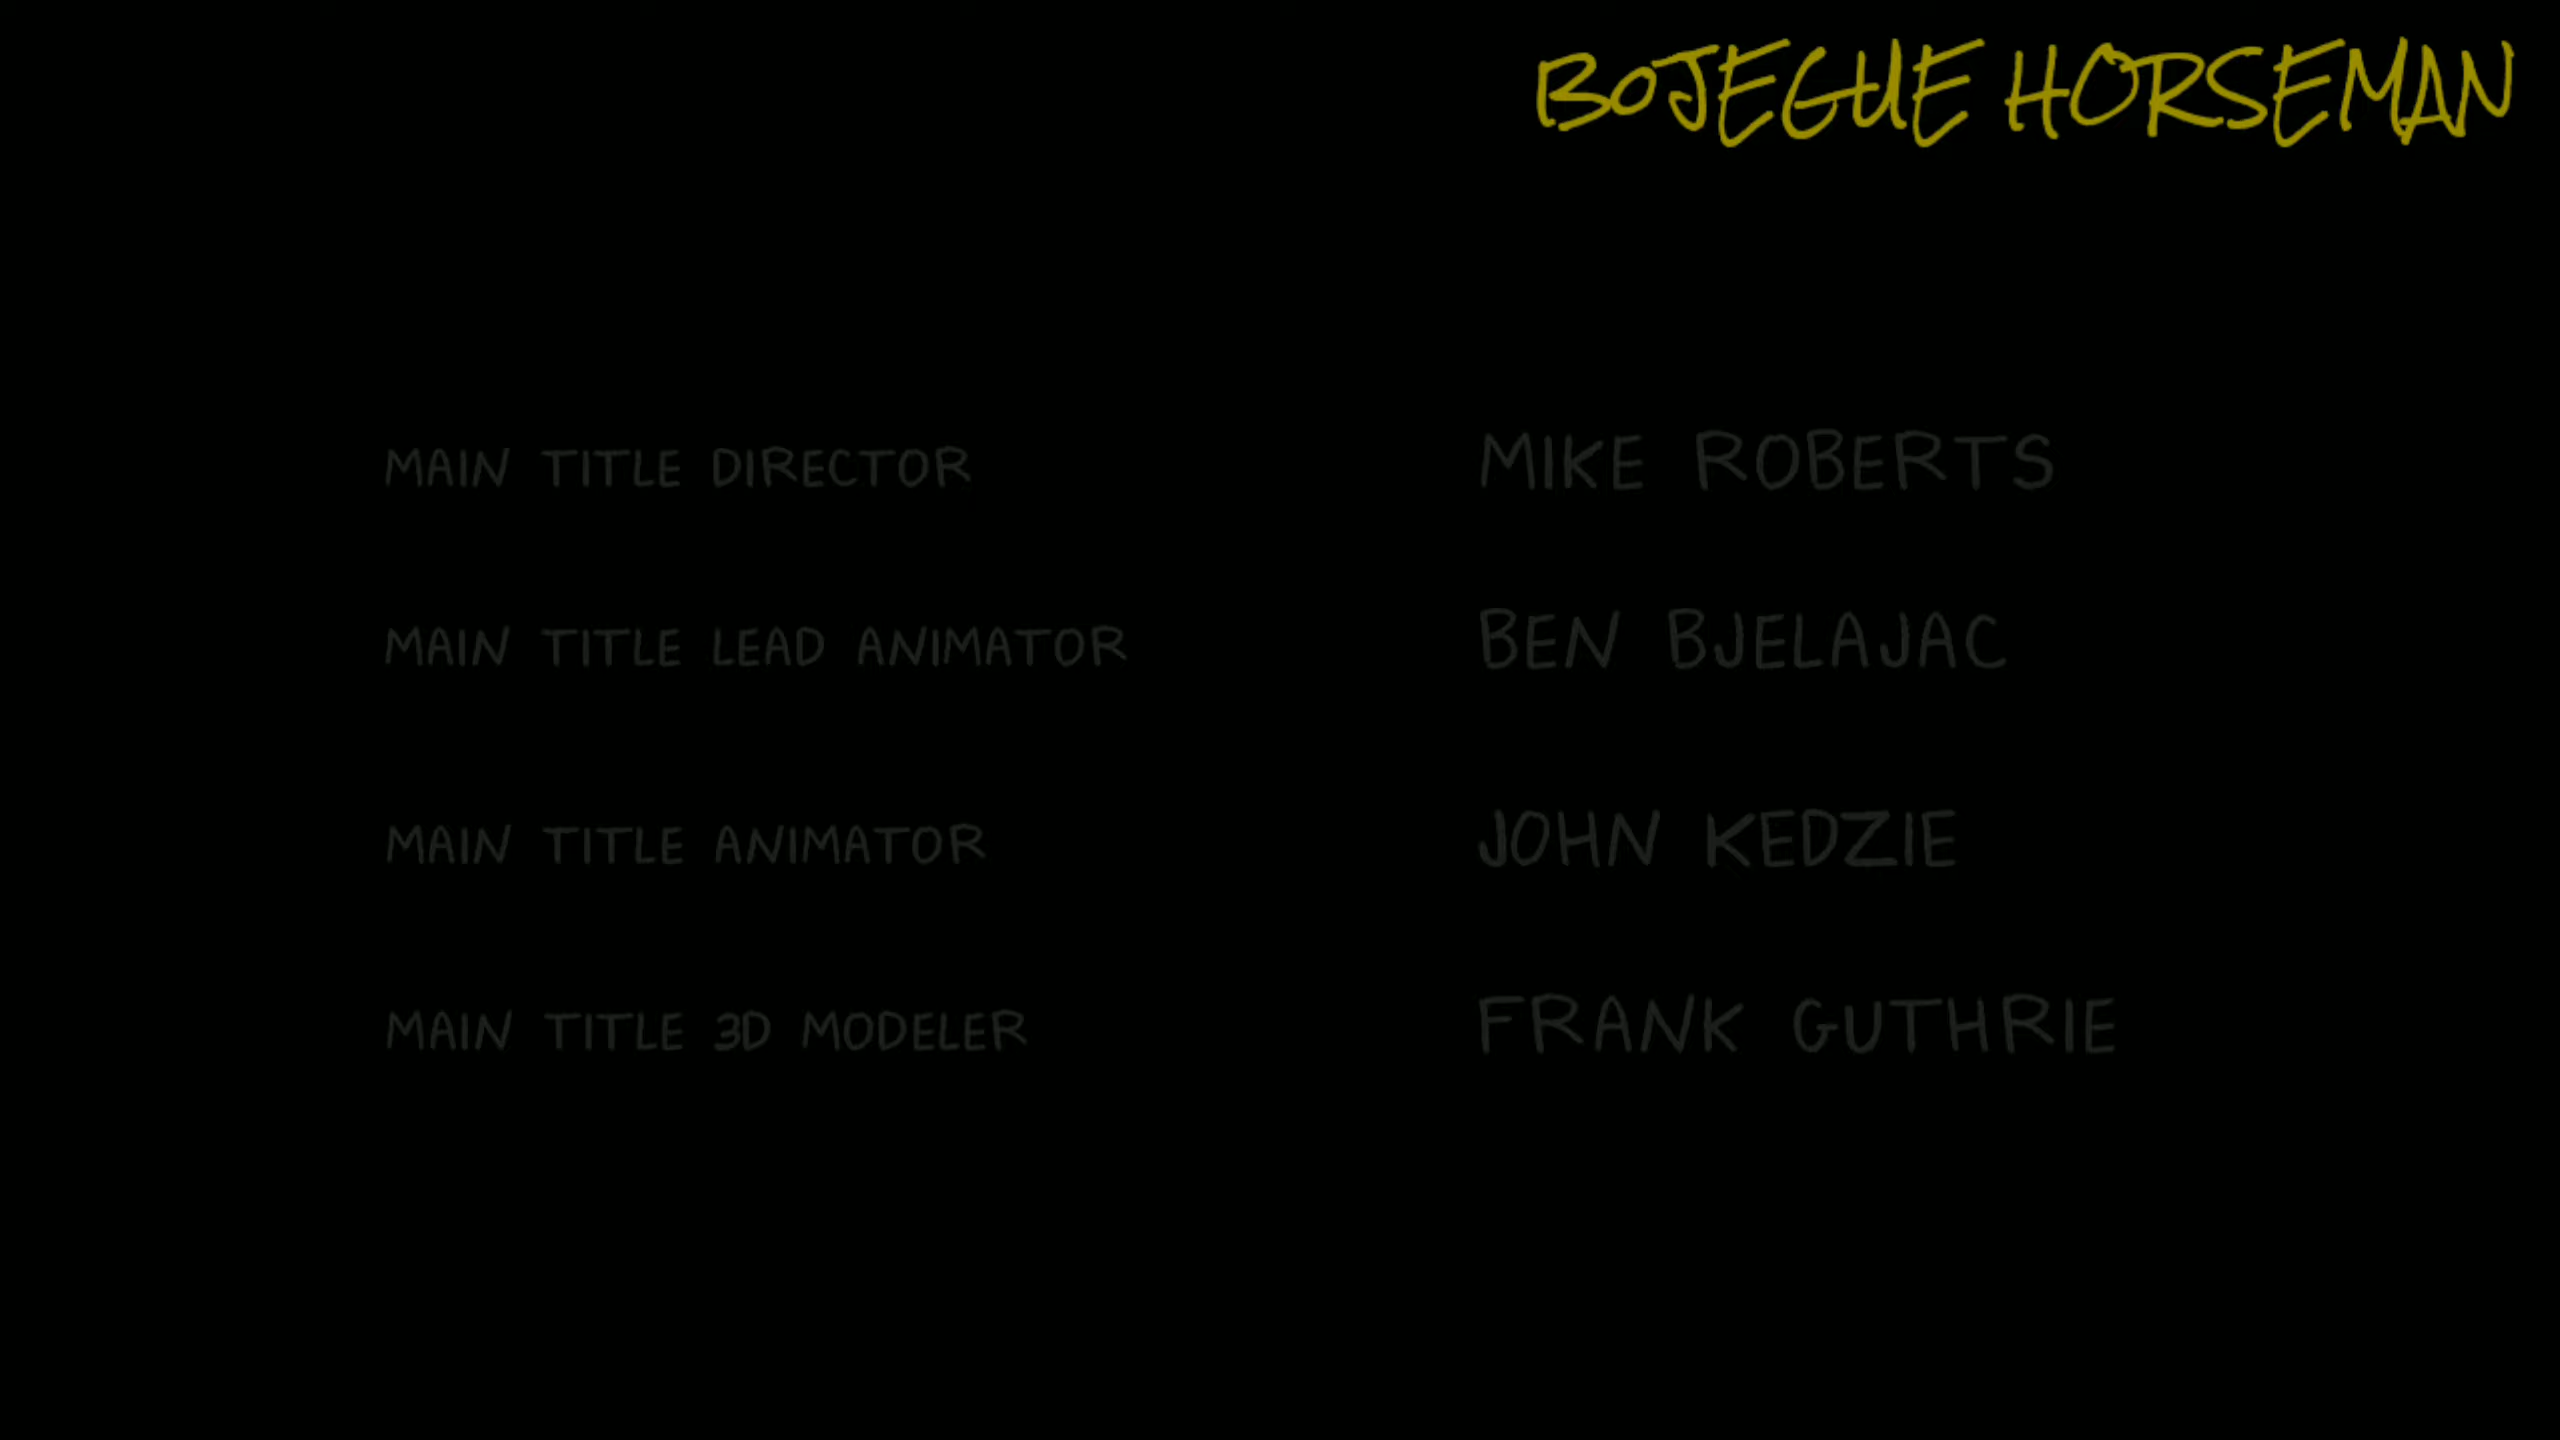 BOJEGUE HORSEMAN
MAIN TITLE DIRECTOR MIKE ROBERTS
MAIN TITLE LEAD ANIMATOR BEN BJELAJAC
MAIN TITLE ANIMATOR JOHN KEDZIE
MAIN TITLE 3D MODELER FRANK GUTHRIE